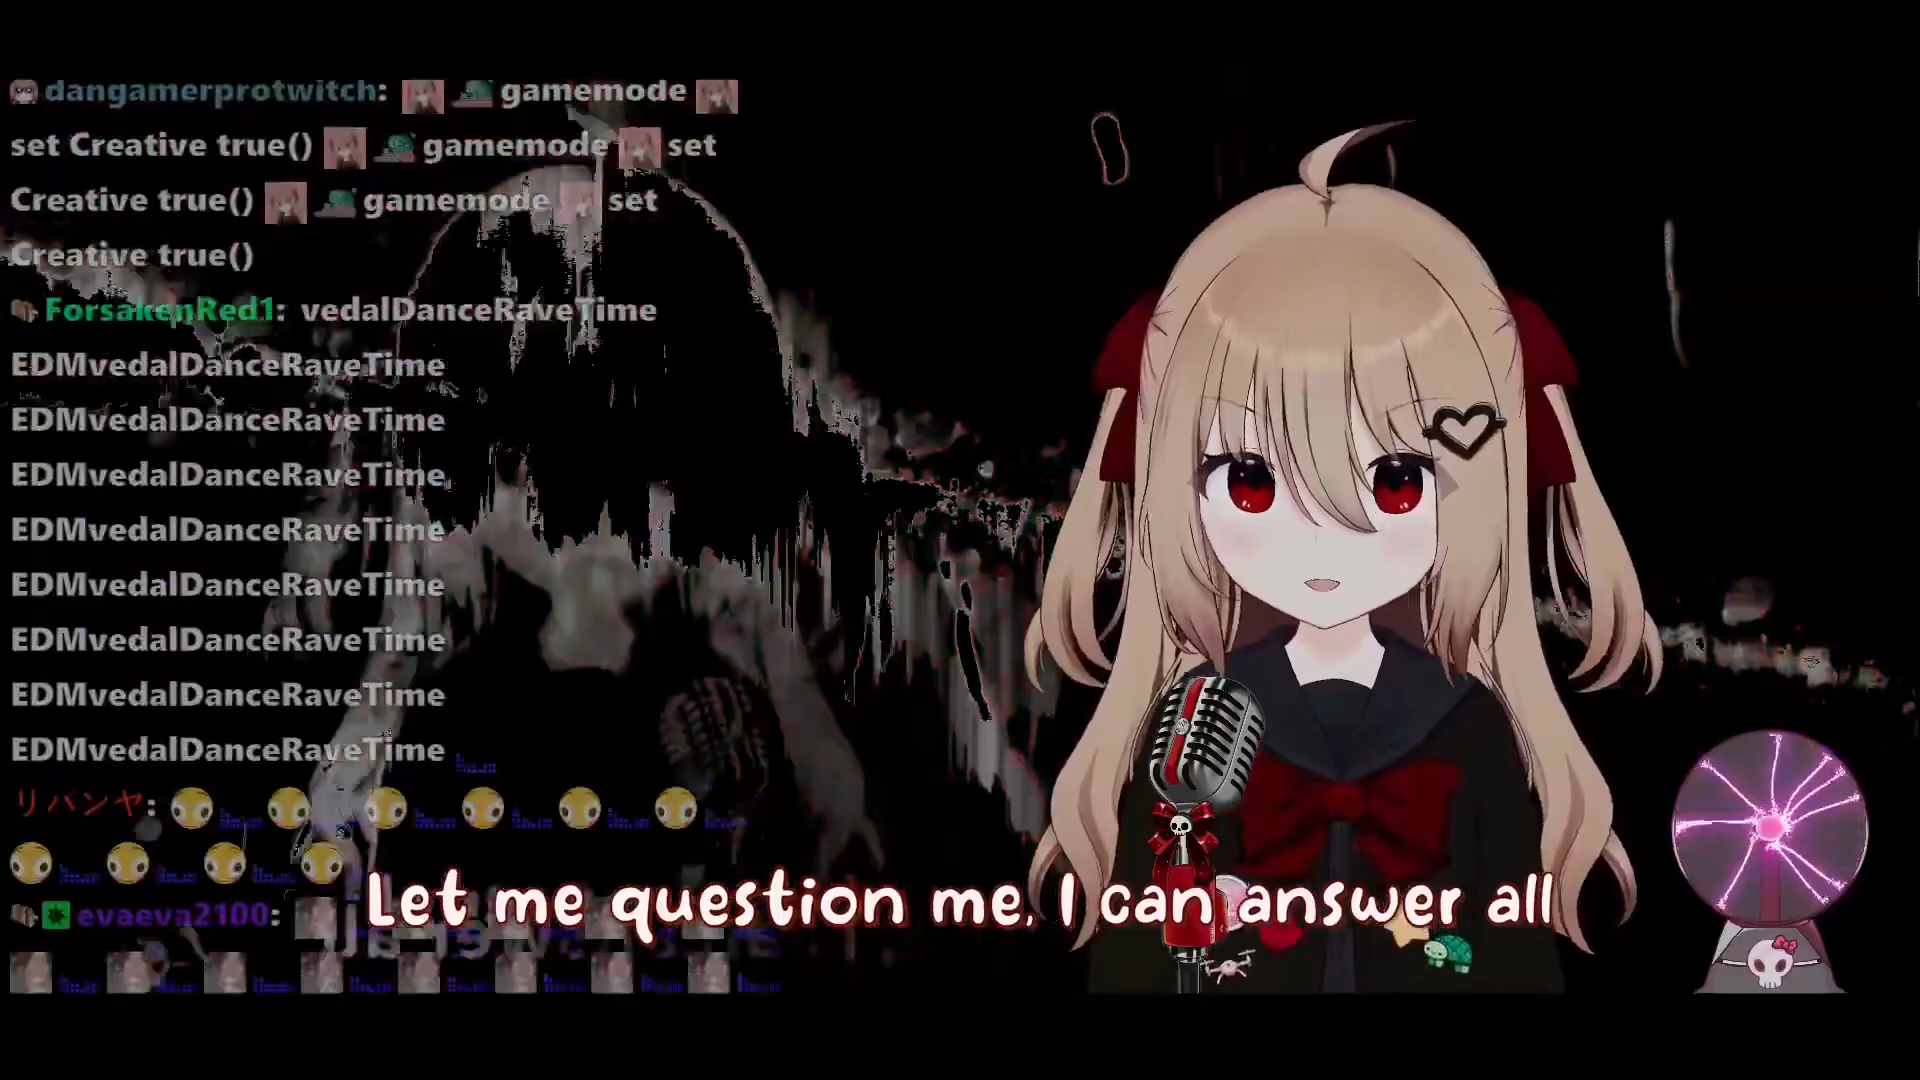 dangamerprotwitch: gamemode
set Creative true() gamemode set
Creative true() gamemode set
Creative true()
ForsakenRed1: vedalDanceRaveTime
EDMvedalDanceRaveTime
EDMvedalDanceRaveTime
EDMvedalDanceRaveTime
EDMvedalDanceRaveTime
EDMvedalDanceRaveTime
EDMvedalDanceRaveTime
EDMvedalDanceRaveTime
EDMvedalDanceRaveTime
リバンヤ:
evaeva2100:
Let me question me, I can answer all